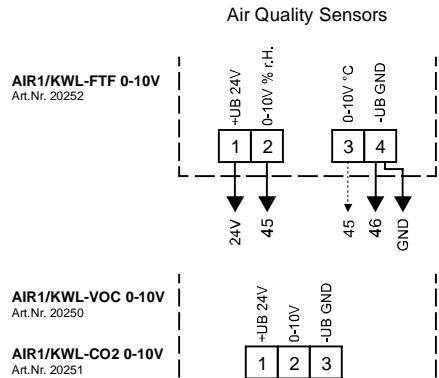 Air Quality Sensors
AIR1/KWL-FTF 0-10V
Art.Nr. 20252
+UB 24V
0-10V % r.H.
0-10V °C
-UB GND
1 2 3 4
24V
45
45
46
GND
AIR1/KWL-VOC 0-10V
Art.Nr. 20250
AIR1/KWL-CO2 0-10V
Art.Nr. 20251
+UB 24V
0-10V
-UB GND
1 2 3